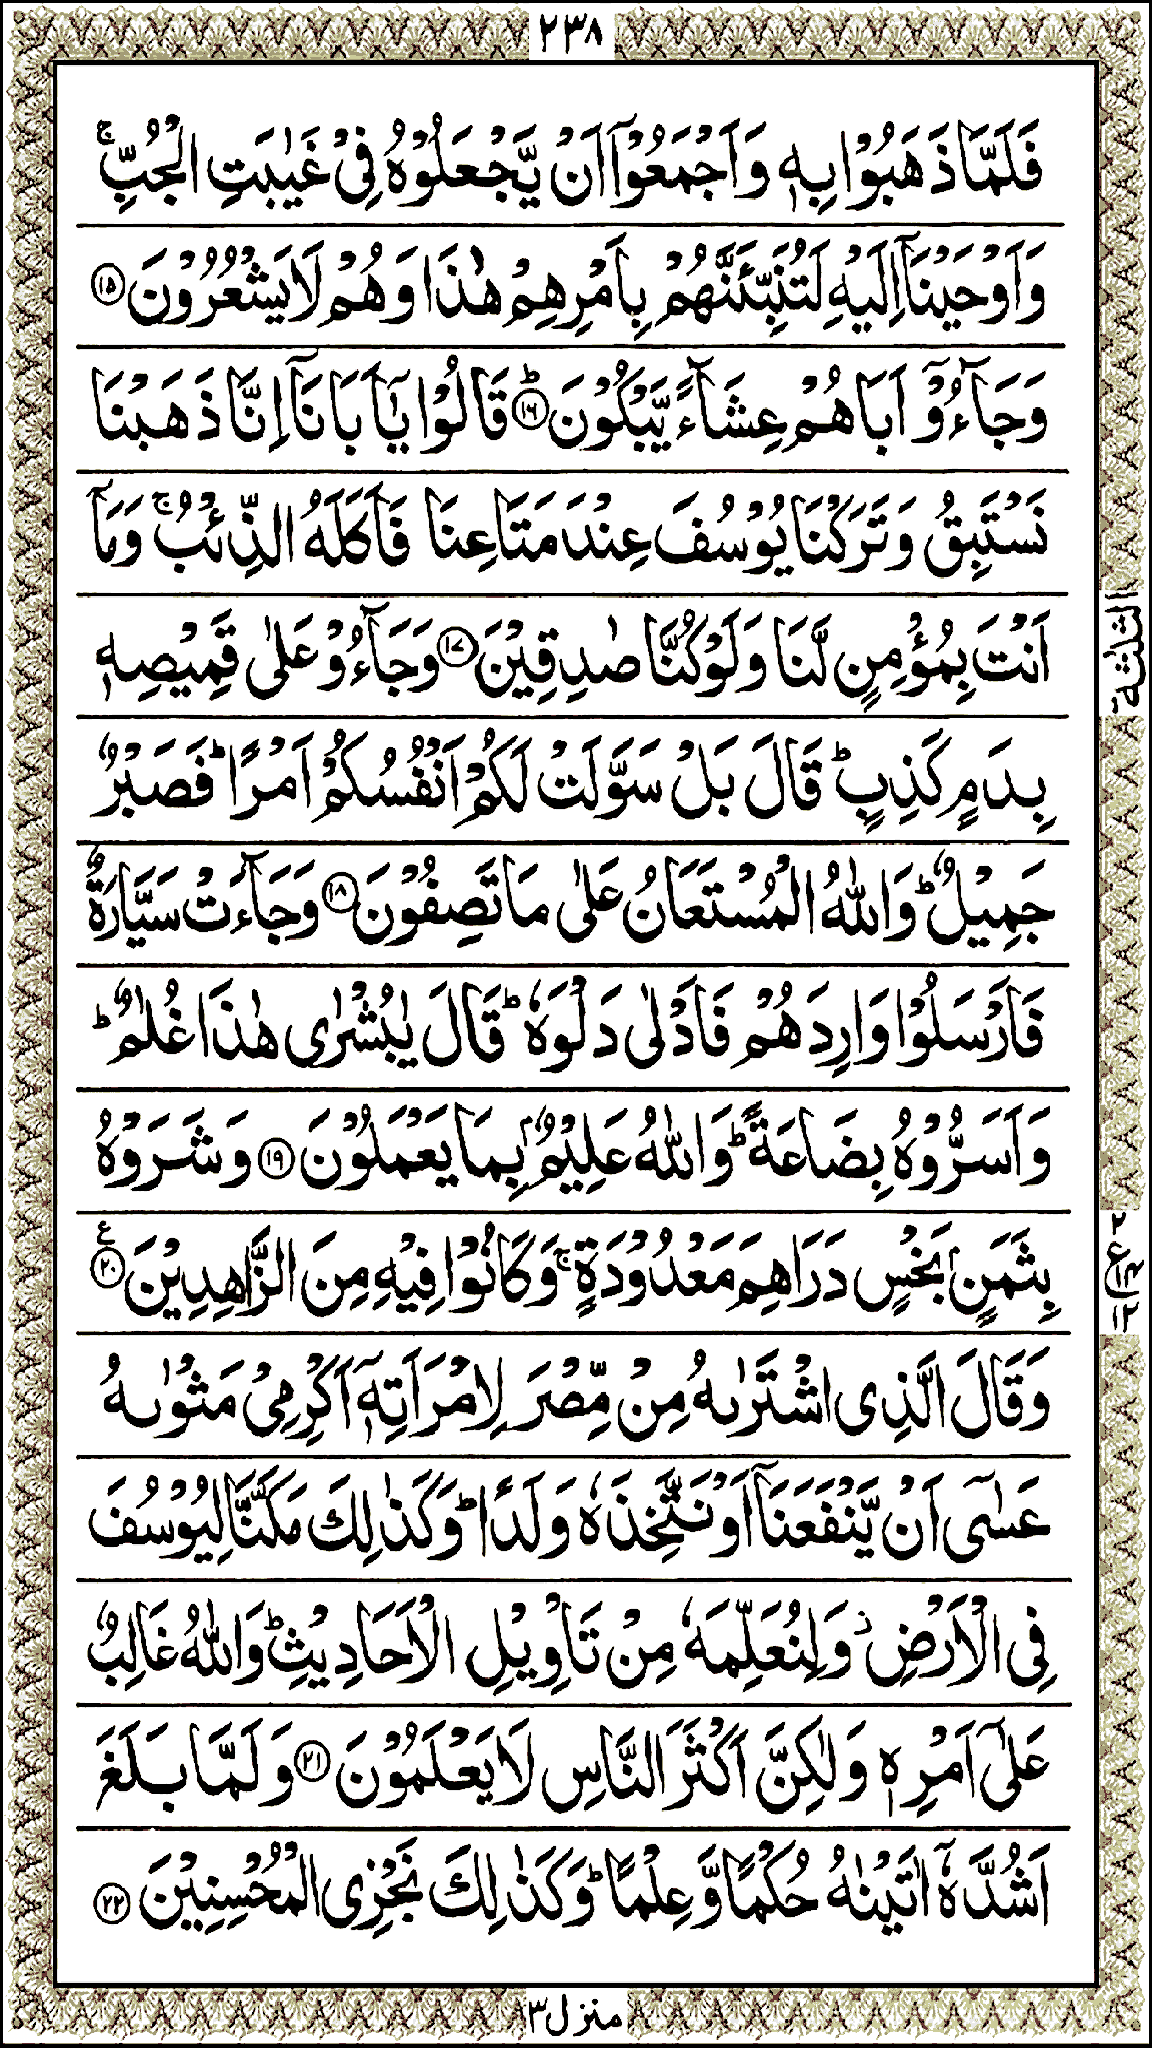 ٢٣٨
فَلَمَّا ذَهَبُوْا بِهٖ وَاَجْمَعُوْۤا اَنْ يَّجْعَلُوْهُ فِىْ غَيٰبَتِ الْجُبِّ ۚ
وَاَوْحَيْنَاۤ اِلَيْهِ لَتُنَبِّئَنَّهُمْ بِاَمْرِهِمْ هٰذَا وَهُمْ لَا يَشْعُرُوْنَ ١٥
وَجَآءُوْۤ اَبَاهُمْ عِشَآءً يَّبْكُوْنَ ؕ ١٦ قَالُوْا يٰۤاَبَانَاۤ اِنَّا ذَهَبْنَا
نَسْتَبِقُ وَتَرَكْنَا يُوْسُفَ عِنْدَ مَتَاعِنَا فَاَكَلَهُ الذِّئْبُ ۚ وَمَاۤ
اَنْتَ بِمُؤْمِنٍ لَّنَا وَلَوْ كُنَّا صٰدِقِيْنَ ١٧ وَجَآءُوْ عَلٰى قَمِيْصِهٖ
بِدَمٍ كَذِبٍ ؕ قَالَ بَلْ سَوَّلَتْ لَكُمْ اَنْفُسُكُمْ اَمْرًا ؕ فَصَبْرٌ
جَمِيْلٌ ؕ وَاللّٰهُ الْمُسْتَعَانُ عَلٰى مَا تَصِفُوْنَ ١٨ وَجَآءَتْ سَيَّارَةٌ
فَاَرْسَلُوْا وَارِدَهُمْ فَاَدْلٰى دَلْوَهٗ ؕ قَالَ يٰبُشْرٰى هٰذَا غُلٰمٌ ؕ
وَاَسَرُّوْهُ بِضَاعَةً ؕ وَاللّٰهُ عَلِيْمٌۢ بِمَا يَعْمَلُوْنَ ١٩ وَشَرَوْهُ
بِثَمَنٍۢ بَخْسٍ دَرَاهِمَ مَعْدُوْدَةٍ ۚ وَكَانُوْا فِيْهِ مِنَ الزَّاهِدِيْنَ ٢٠ ع
وَقَالَ الَّذِى اشْتَرٰىهُ مِنْ مِّصْرَ لِامْرَاَتِهٖۤ اَكْرِمِىْ مَثْوٰىهُ
عَسٰۤى اَنْ يَّنْفَعَنَاۤ اَوْ نَتَّخِذَهٗ وَلَدًا ؕ وَكَذٰلِكَ مَكَّنَّا لِيُوْسُفَ
فِى الْاَرْضِ ز وَلِنُعَلِّمَهٗ مِنْ تَاْوِيْلِ الْاَحَادِيْثِ ؕ وَاللّٰهُ غَالِبٌ
عَلٰٓى اَمْرِهٖ وَلٰكِنَّ اَكْثَرَ النَّاسِ لَا يَعْلَمُوْنَ ٢١ وَلَمَّا بَلَغَ
اَشُدَّهٗۤ اٰتَيْنٰهُ حُكْمًا وَّعِلْمًا ؕ وَكَذٰلِكَ نَجْزِى الْمُحْسِنِيْنَ ٢٢
الثلثة
٢
ع ١٤
١٢
منزل ٣